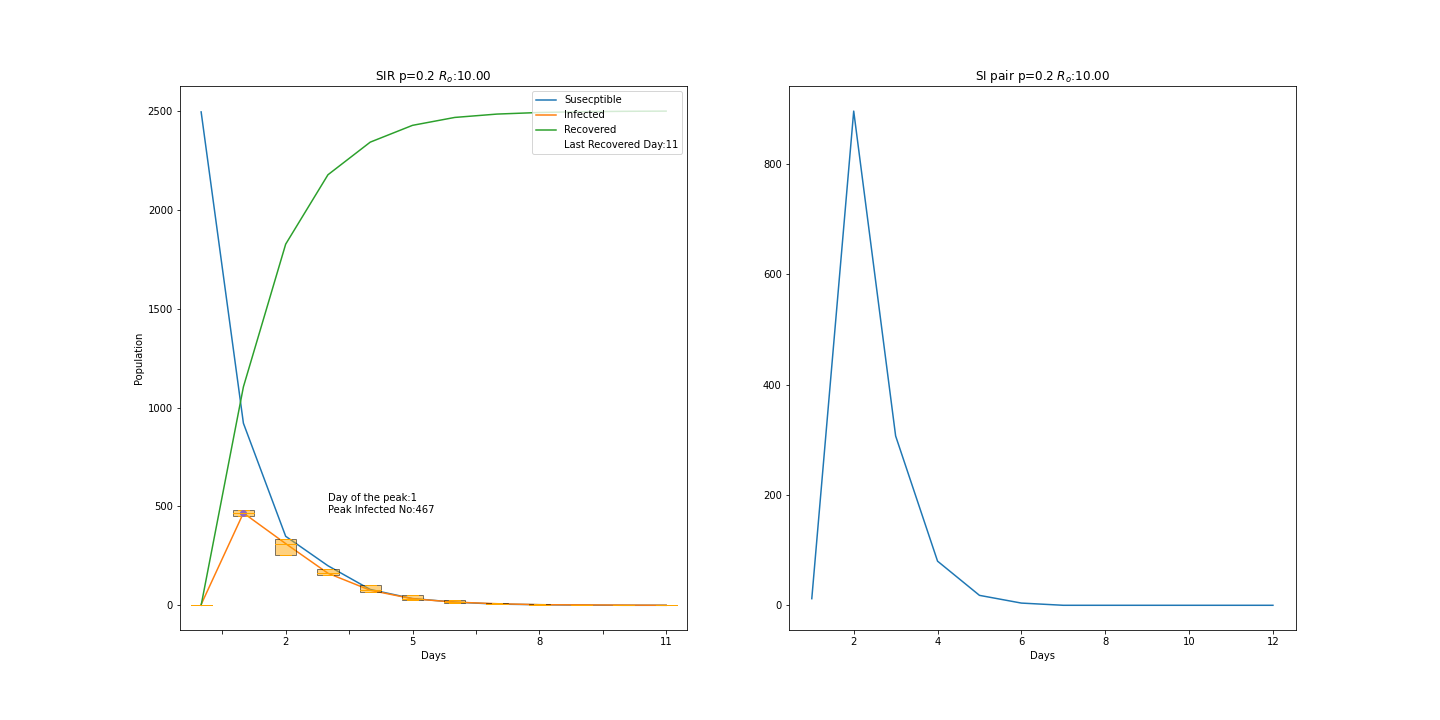 SIR p=0.2 Rₒ:10.00
Susecptible
Infected
Recovered
Last Recovered Day:11
2500
2000
1500
1000
500
0
Population
Day of the peak:1
Peak Infected No:467
2 5 8 11
Days
SI pair p=0.2 Rₒ:10.00
800
600
400
200
0
2 4 6 8 10 12
Days